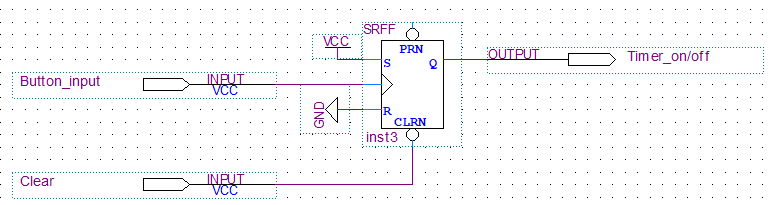 SRFF
VCC
PRN
S
Q
OUTPUT
Timer_on/off
Button_input
INPUT
VCC
GND
R
CLRN
inst3
Clear
INPUT
VCC